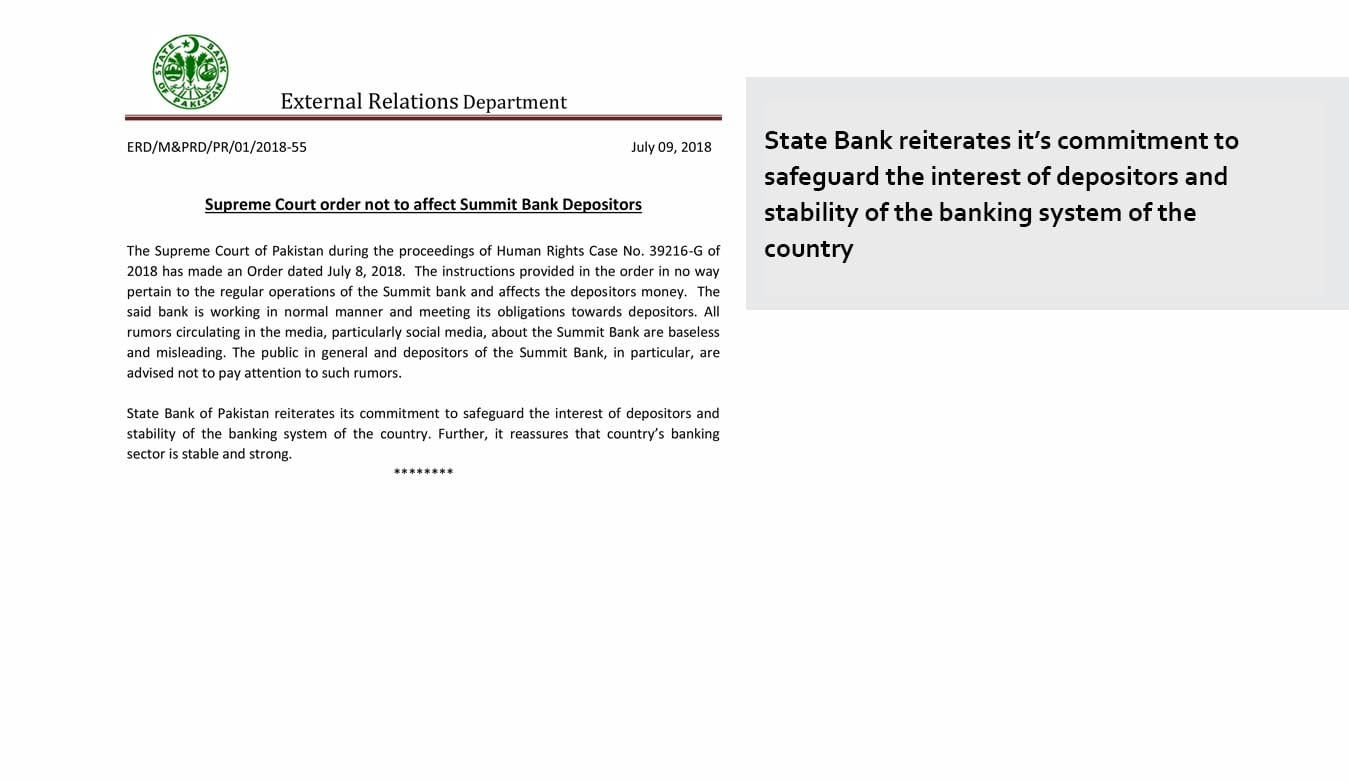 STATE BANK OF PAKISTAN
External Relations Department
ERD/M&PRD/PR/01/2018-55 July 09, 2018
Supreme Court order not to affect Summit Bank Depositors
The Supreme Court of Pakistan during the proceedings of Human Rights Case No. 39216-G of
2018 has made an Order dated July 8, 2018. The instructions provided in the order in no way
pertain to the regular operations of the Summit bank and affects the depositors money. The
said bank is working in normal manner and meeting its obligations towards depositors. All
rumors circulating in the media, particularly social media, about the Summit Bank are baseless
and misleading. The public in general and depositors of the Summit Bank, in particular, are
advised not to pay attention to such rumors.
State Bank of Pakistan reiterates its commitment to safeguard the interest of depositors and
stability of the banking system of the country. Further, it reassures that country’s banking
sector is stable and strong.
********
State Bank reiterates it’s commitment to
safeguard the interest of depositors and
stability of the banking system of the
country